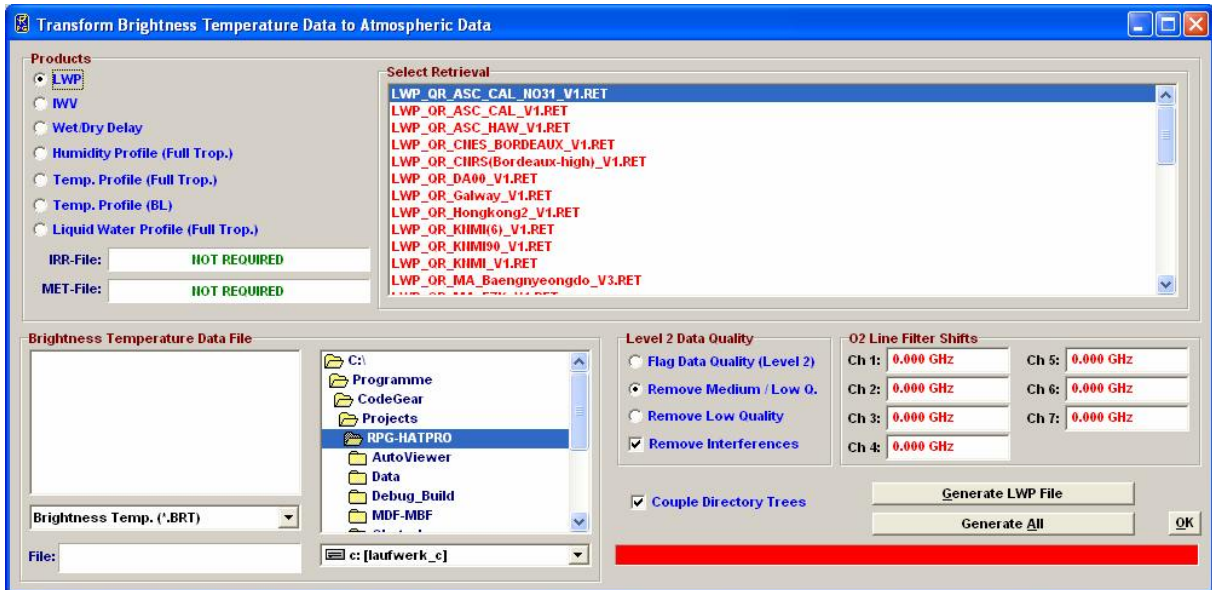 Transform Brightness Temperature Data to Atmospheric Data
Products
LWP
IWV
Wet/Dry Delay
Humidity Profile (Full Trop.)
Temp. Profile (Full Trop.)
Temp. Profile (BL)
Liquid Water Profile (Full Trop.)
IRR-File: NOT REQUIRED
MET-File: NOT REQUIRED
Select Retrieval
LWP_QR_ASC_CAL_NO31_V1.RET
LWP_QR_ASC_CAL_V1.RET
LWP_QR_ASC_HAW_V1.RET
LWP_QR_CNES_BORDEAUX_V1.RET
LWP_QR_CNRS(Bordeaux-high)_V1.RET
LWP_QR_DA00_V1.RET
LWP_QR_Galway_V1.RET
LWP_QR_Hongkong2_V1.RET
LWP_QR_KNMI(6)_V1.RET
LWP_QR_KNMI90_V1.RET
LWP_QR_KNMI_V1.RET
LWP_QR_MA_Baengnyeongdo_V3.RET
Brightness Temperature Data File
Brightness Temp. (*.BRT)
File:
C:\
Programme
CodeGear
Projects
RPG-HATPRO
AutoViewer
Data
Debug_Build
MDF-MBF
c: [laufwerk_c]
Level 2 Data Quality
Flag Data Quality (Level 2)
Remove Medium / Low Q.
Remove Low Quality
Remove Interferences
O2 Line Filter Shifts
Ch 1: 0.000 GHz Ch 5: 0.000 GHz
Ch 2: 0.000 GHz Ch 6: 0.000 GHz
Ch 3: 0.000 GHz Ch 7: 0.000 GHz
Ch 4: 0.000 GHz
Couple Directory Trees
Generate LWP File
Generate All
OK